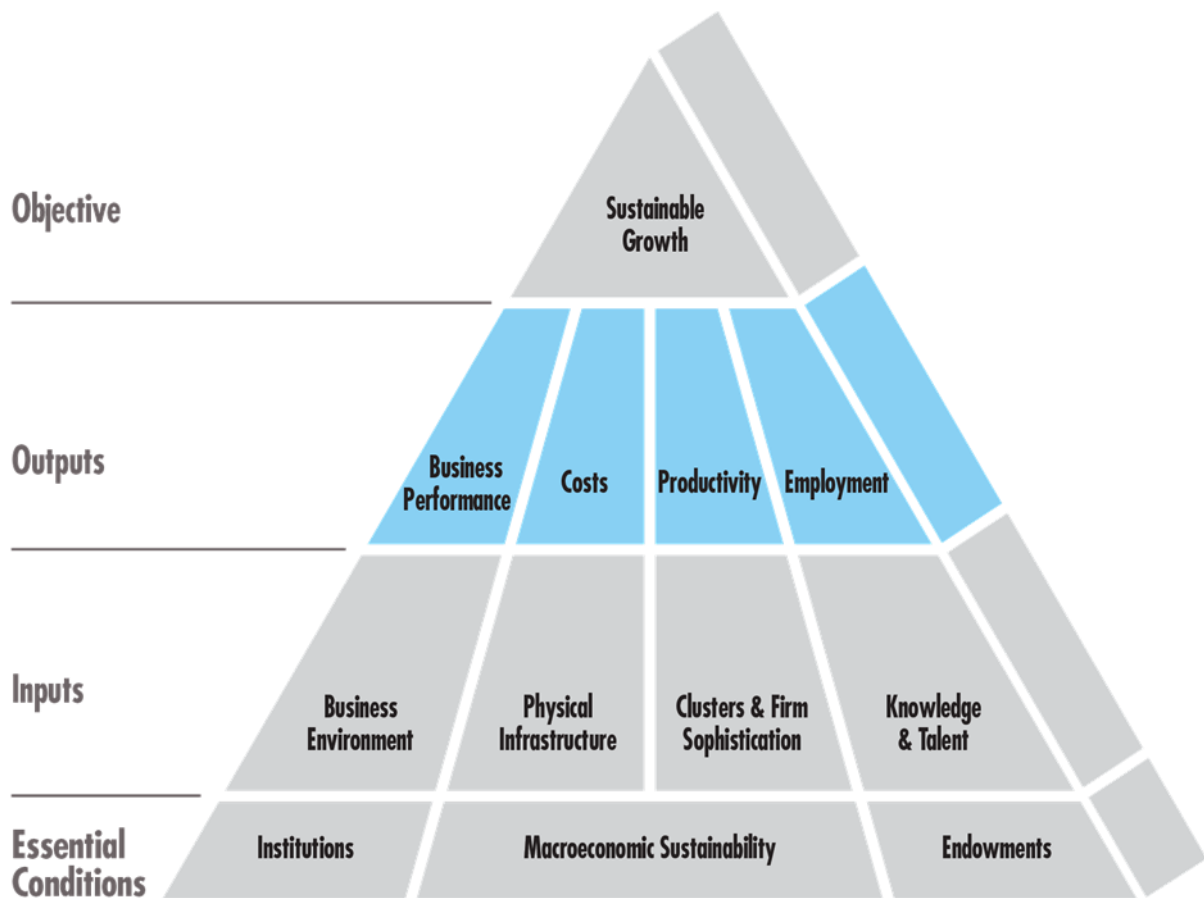 Objective
Sustainable
Growth
Outputs
Business
Performance
Costs
Productivity
Employment
Inputs
Business
Environment
Physical
Infrastructure
Clusters & Firm
Sophistication
Knowledge
& Talent
Essential
Conditions
Institutions
Macroeconomic Sustainability
Endowments